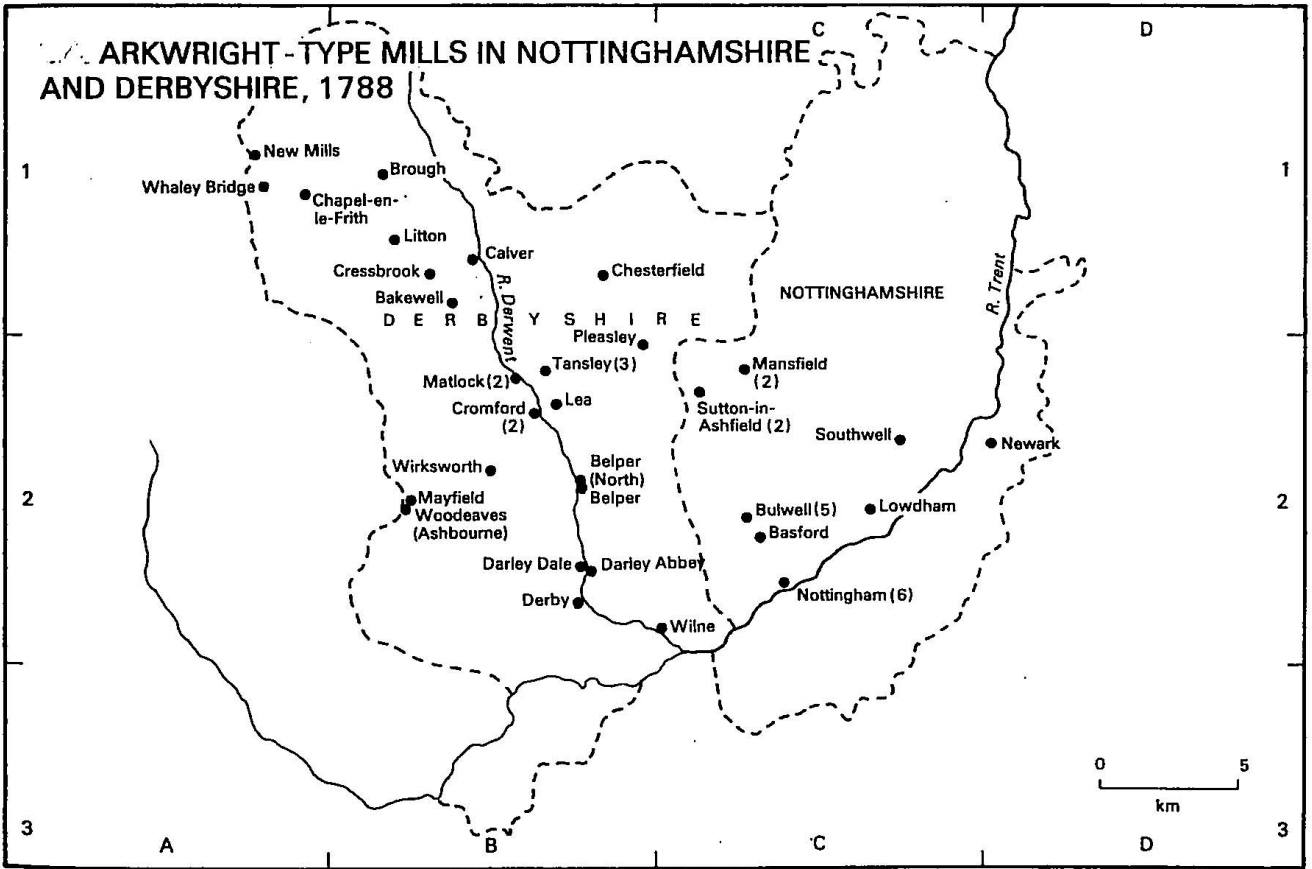 ARKWRIGHT-TYPE MILLS IN NOTTINGHAMSHIRE
AND DERBYSHIRE, 1788
C
D
1
1
New Mills
Brough
Whaley Bridge
Chapel-en-
le-Frith
Litton
Calver
Cressbrook
Chesterfield
Bakewell
R. Derwent
R. Trent
NOTTINGHAMSHIRE
DERBYSHIRE
Pleasley
Tansley (3)
Mansfield
(2)
Matlock (2)
Lea
Cromford
(2)
Sutton-in-
Ashfield (2)
Southwell
Newark
Wirksworth
Belper
(North)
Belper
2
2
Mayfield
Woodeaves
(Ashbourne)
Bulwell (5)
Lowdham
Basford
Darley Dale
Darley Abbey
Derby
Nottingham (6)
Wilne
0
5
km
3
3
A
B
C
D